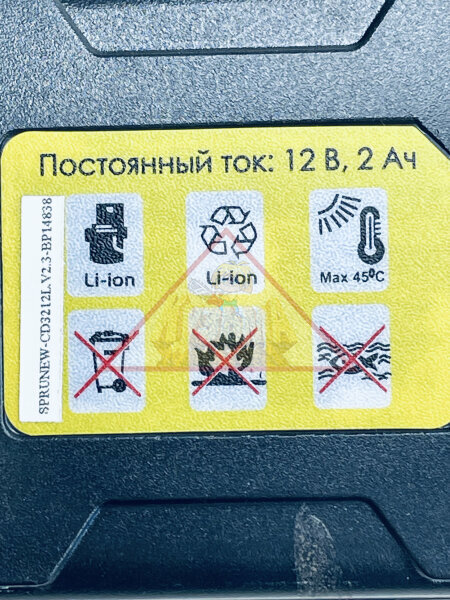 Постоянный ток: 12 В, 2 Ач
SPRUNEW-CD3212L V2.3-BP14838
Li-ion
Li-ion
Max 45°C